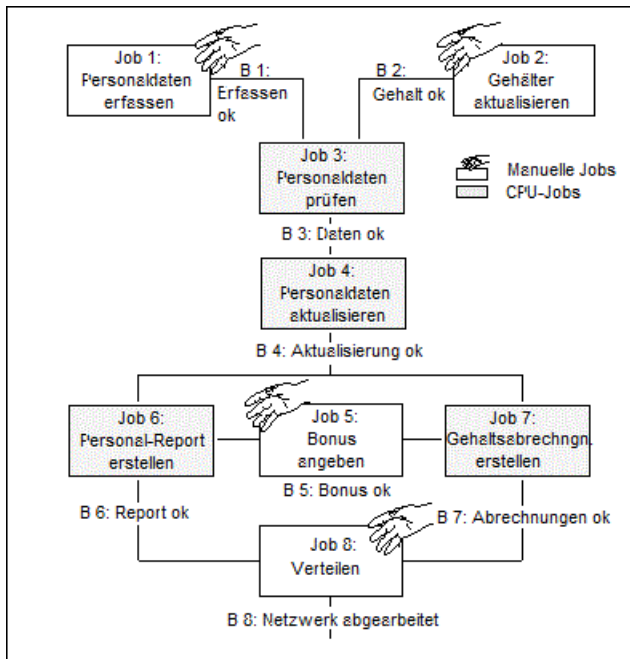 Job 1:
Personaldaten
erfassen
B 1:
Erfassen
ok
B 2:
Gehalt ok
Job 2:
Gehälter
aktualisieren
Job 3:
Personaldaten
prüfen
Manuelle Jobs
CPU-Jobs
B 3: Daten ok
Job 4:
Personaldaten
aktualisieren
B 4: Aktualisierung ok
Job 6:
Personal-Report
erstellen
Job 5:
Bonus
angeben
Job 7:
Gehaltsabrechngn.
erstellen
B 5: Bonus ok
B 6: Report ok
B 7: Abrechnungen ok
Job 8:
Verteilen
B 8: Netzwerk abgearbeitet